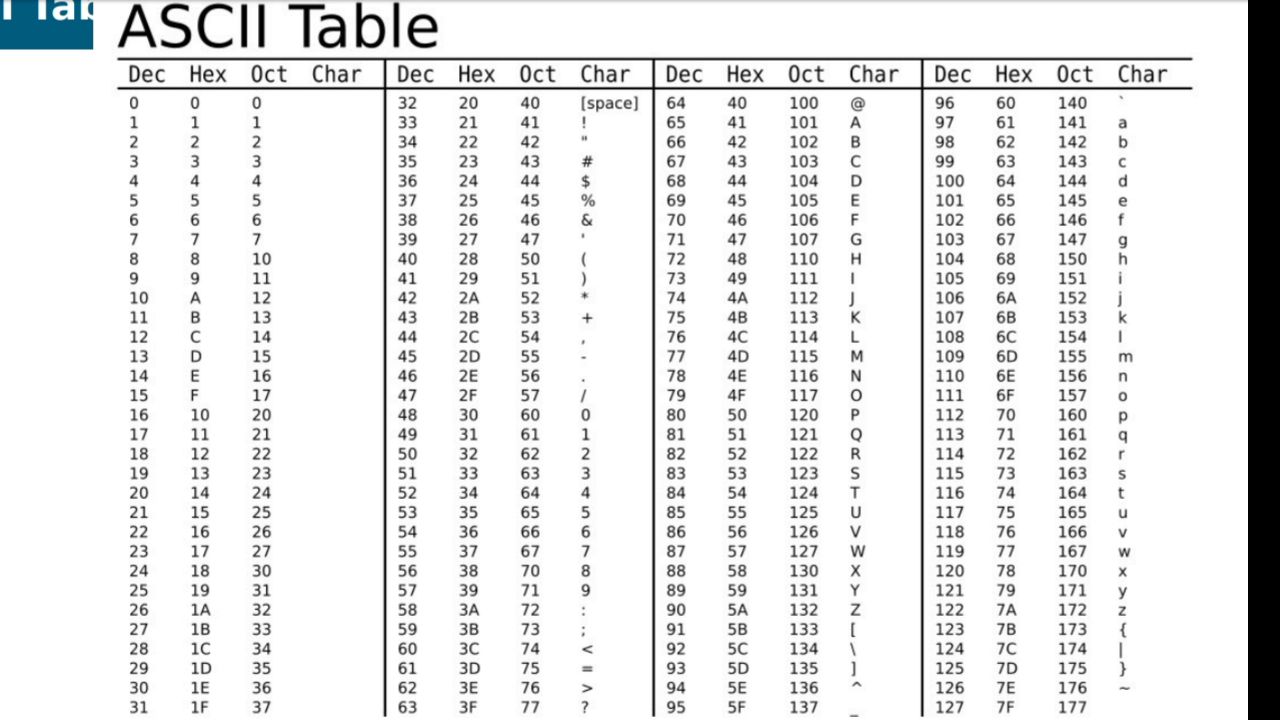 ASCII Table
Dec Hex Oct Char Dec Hex Oct Char Dec Hex Oct Char Dec Hex Oct Char
0 0 0 32 20 40 [space] 64 40 100 @ 96 60 140 `
1 1 1 33 21 41 ! 65 41 101 A 97 61 141 a
2 2 2 34 22 42 " 66 42 102 B 98 62 142 b
3 3 3 35 23 43 # 67 43 103 C 99 63 143 c
4 4 4 36 24 44 $ 68 44 104 D 100 64 144 d
5 5 5 37 25 45 % 69 45 105 E 101 65 145 e
6 6 6 38 26 46 & 70 46 106 F 102 66 146 f
7 7 7 39 27 47 ' 71 47 107 G 103 67 147 g
8 8 10 40 28 50 ( 72 48 110 H 104 68 150 h
9 9 11 41 29 51 ) 73 49 111 I 105 69 151 i
10 A 12 42 2A 52 * 74 4A 112 J 106 6A 152 j
11 B 13 43 2B 53 + 75 4B 113 K 107 6B 153 k
12 C 14 44 2C 54 , 76 4C 114 L 108 6C 154 l
13 D 15 45 2D 55 - 77 4D 115 M 109 6D 155 m
14 E 16 46 2E 56 . 78 4E 116 N 110 6E 156 n
15 F 17 47 2F 57 / 79 4F 117 O 111 6F 157 o
16 10 20 48 30 60 0 80 50 120 P 112 70 160 p
17 11 21 49 31 61 1 81 51 121 Q 113 71 161 q
18 12 22 50 32 62 2 82 52 122 R 114 72 162 r
19 13 23 51 33 63 3 83 53 123 S 115 73 163 s
20 14 24 52 34 64 4 84 54 124 T 116 74 164 t
21 15 25 53 35 65 5 85 55 125 U 117 75 165 u
22 16 26 54 36 66 6 86 56 126 V 118 76 166 v
23 17 27 55 37 67 7 87 57 127 W 119 77 167 w
24 18 30 56 38 70 8 88 58 130 X 120 78 170 x
25 19 31 57 39 71 9 89 59 131 Y 121 79 171 y
26 1A 32 58 3A 72 : 90 5A 132 Z 122 7A 172 z
27 1B 33 59 3B 73 ; 91 5B 133 [ 123 7B 173 {
28 1C 34 60 3C 74 < 92 5C 134 \ 124 7C 174 |
29 1D 35 61 3D 75 = 93 5D 135 ] 125 7D 175 }
30 1E 36 62 3E 76 > 94 5E 136 ^ 126 7E 176 ~
31 1F 37 63 3F 77 ? 95 5F 137 _ 127 7F 177